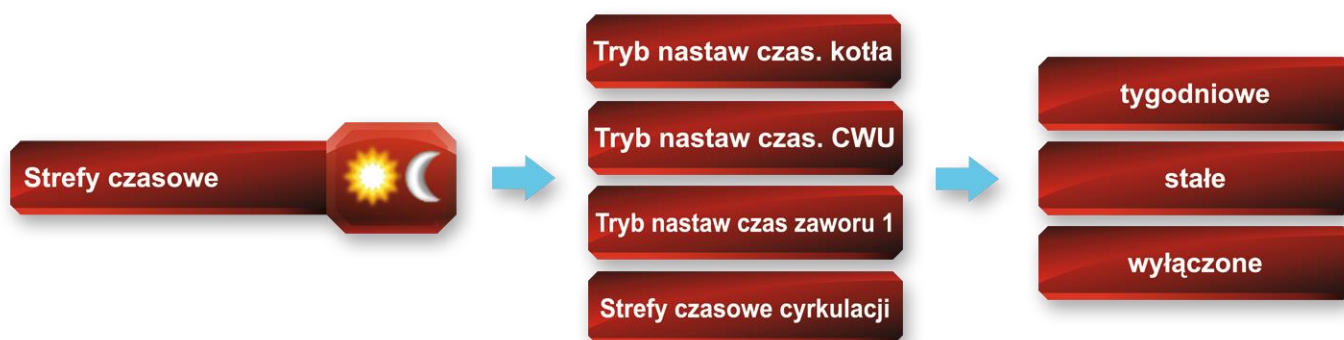 Strefy czasowe
Tryb nastaw czas. kotła
Tryb nastaw czas. CWU
Tryb nastaw czas zaworu 1
Strefy czasowe cyrkulacji
tygodniowe
stałe
wyłączone